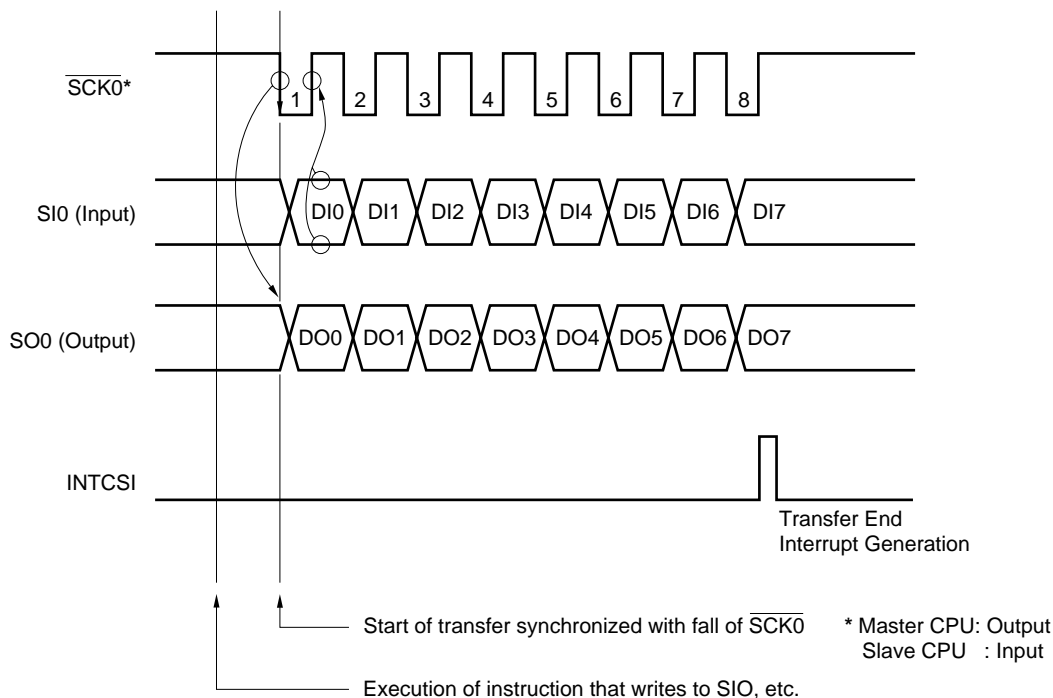 SCK0*
1 2 3 4 5 6 7 8
SI0 (Input)
DI0 DI1 DI2 DI3 DI4 DI5 DI6 DI7
SO0 (Output)
DO0 DO1 DO2 DO3 DO4 DO5 DO6 DO7
INTCSI
Transfer End
Interrupt Generation
Start of transfer synchronized with fall of SCK0
* Master CPU: Output
Slave CPU : Input
Execution of instruction that writes to SIO, etc.